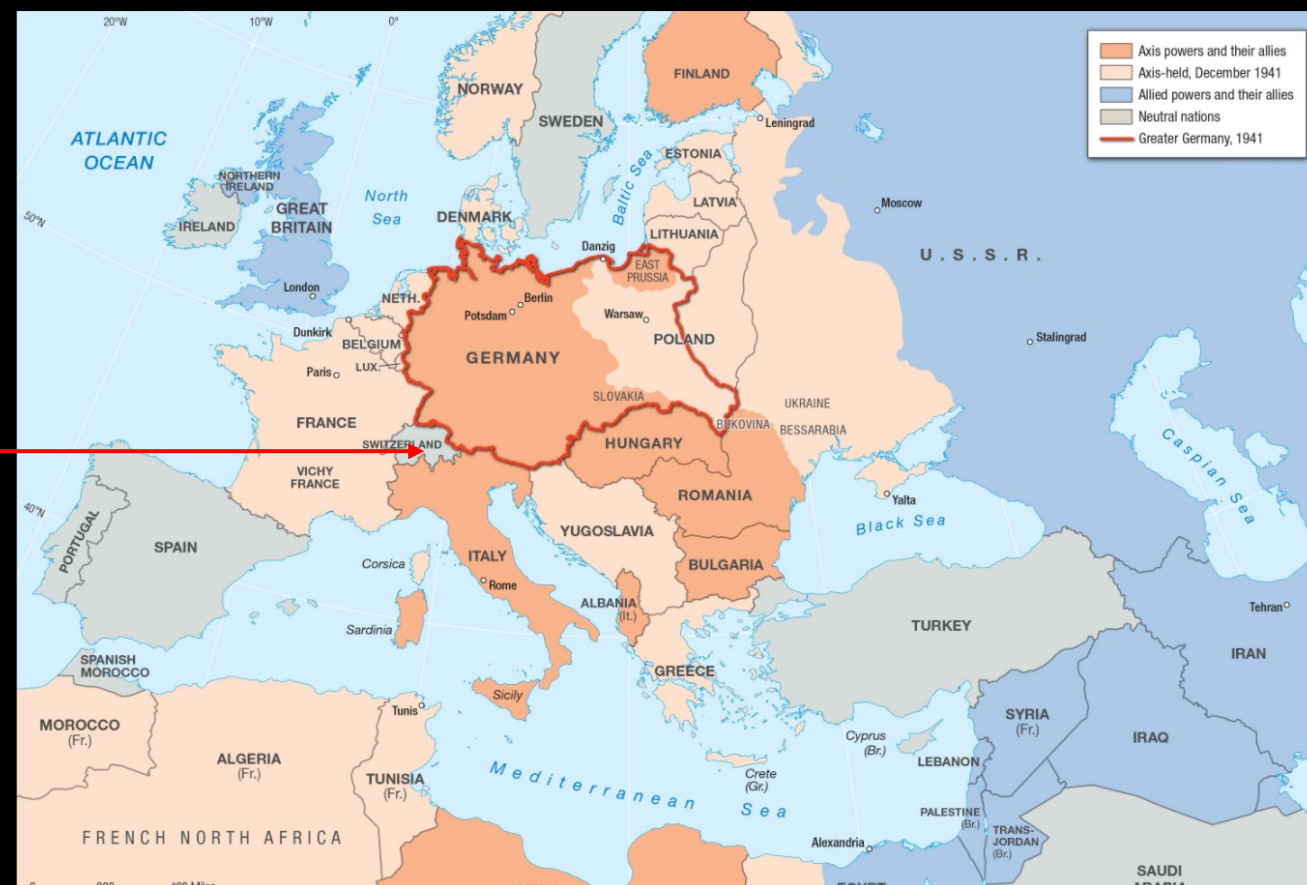 20°W
10°W
0°
Axis powers and their allies
Axis-held, December 1941
Allied powers and their allies
Neutral nations
Greater Germany, 1941
FINLAND
NORWAY
SWEDEN
Leningrad
ATLANTIC
OCEAN
ESTONIA
Baltic Sea
NORTHERN
IRELAND
North
Sea
LATVIA
Moscow
50°N
IRELAND
GREAT
BRITAIN
DENMARK
LITHUANIA
Danzig
U.S.S.R.
EAST
PRUSSIA
London
NETH.
Berlin
Potsdam
Warsaw
Dunkirk
BELGIUM
POLAND
Stalingrad
LUX.
GERMANY
Paris
SLOVAKIA
UKRAINE
FRANCE
BUKOVINA
BESSARABIA
SWITZERLAND
HUNGARY
Caspian Sea
VICHY
FRANCE
ROMANIA
Yalta
40°N
Black Sea
PORTUGAL
SPAIN
YUGOSLAVIA
ITALY
Corsica
BULGARIA
Rome
ALBANIA
(It.)
Tehran
Sardinia
TURKEY
IRAN
SPANISH
MOROCCO
GREECE
Sicily
Tunis
SYRIA
(Fr.)
MOROCCO
(Fr.)
Cyprus
(Br.)
IRAQ
ALGERIA
(Fr.)
LEBANON
TUNISIA
(Fr.)
Crete
(Gr.)
Mediterranean Sea
PALESTINE
(Br.)
TRANS-
JORDAN
(Br.)
FRENCH NORTH AFRICA
Alexandria
SAUDI